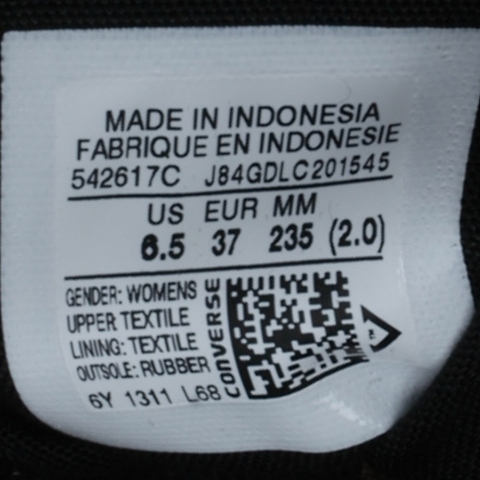 MADE IN INDONESIA
FABRIQUE EN INDONESIE
542617C J84GDLC201545
US EUR MM
6.5 37 235 (2.0)
GENDER: WOMENS
UPPER TEXTILE
LINING: TEXTILE
OUTSOLE: RUBBER
6Y 1311 L68
CONVERSE